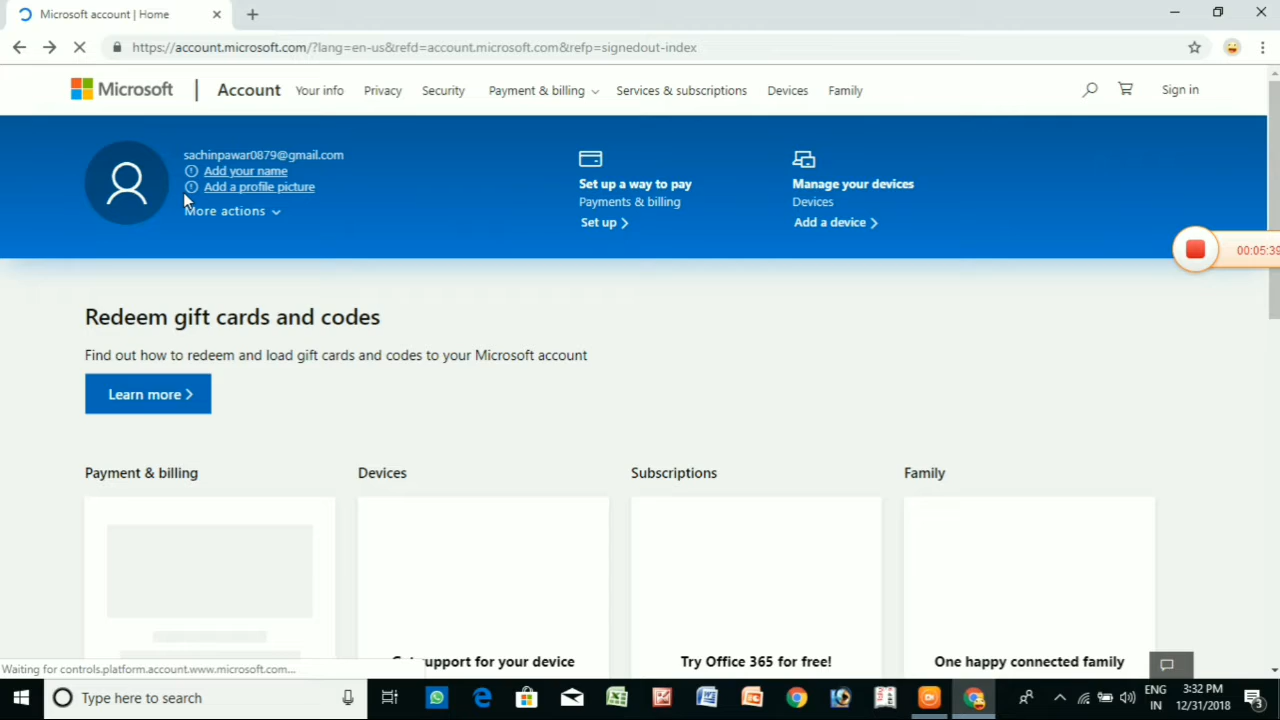 Microsoft account | Home
https://account.microsoft.com/?lang=en-us&refd=account.microsoft.com&refp=signedout-index
Microsoft | Account Your info Privacy Security Payment & billing Services & subscriptions Devices Family Sign in
sachinpawar0879@gmail.com
Add your name
Add a profile picture
More actions
Set up a way to pay
Payments & billing
Set up
Manage your devices
Devices
Add a device
00:05:39
Redeem gift cards and codes
Find out how to redeem and load gift cards and codes to your Microsoft account
Learn more
Payment & billing Devices Subscriptions Family
Get support for your device Try Office 365 for free! One happy connected family
Waiting for controls.platform.account.www.microsoft.com...
Type here to search
ENG
IN
3:32 PM
12/31/2018
3